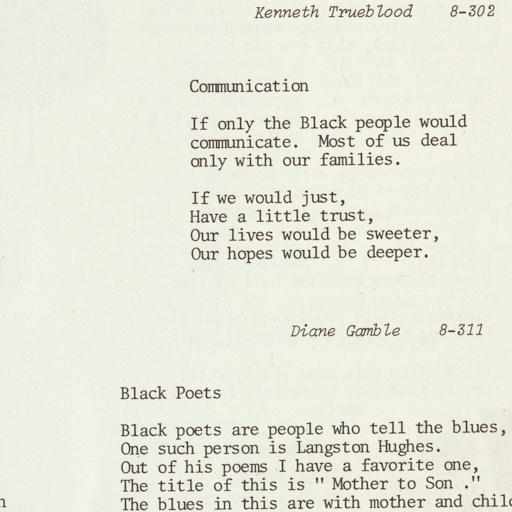 Kenneth Trueblood 8-302
Communication
If only the Black people would
communicate. Most of us deal
only with our families.
If we would just,
Have a little trust,
Our lives would be sweeter,
Our hopes would be deeper.
Diane Gamble 8-311
Black Poets
Black poets are people who tell the blues,
One such person is Langston Hughes.
Out of his poems I have a favorite one,
The title of this is " Mother to Son ."
The blues in this are with mother and